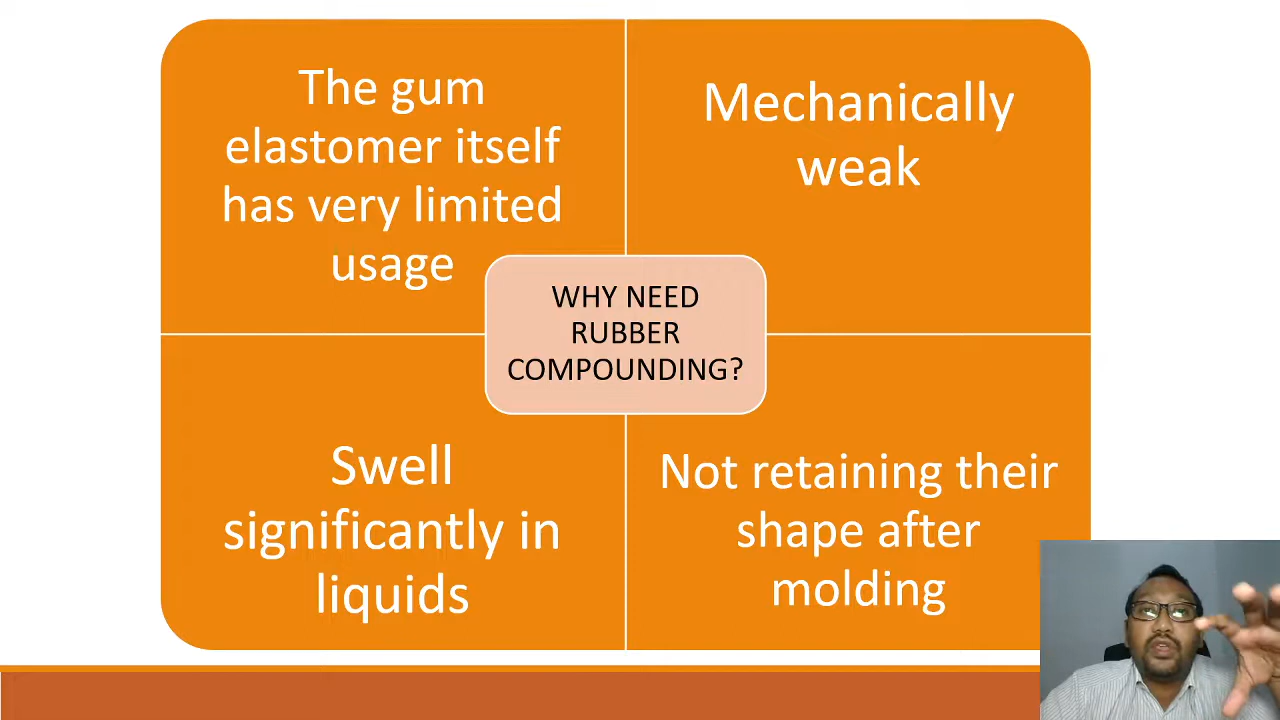 The gum
elastomer itself
has very limited
usage
Mechanically
weak
WHY NEED
RUBBER
COMPOUNDING?
Swell
significantly in
liquids
Not retaining their
shape after
molding